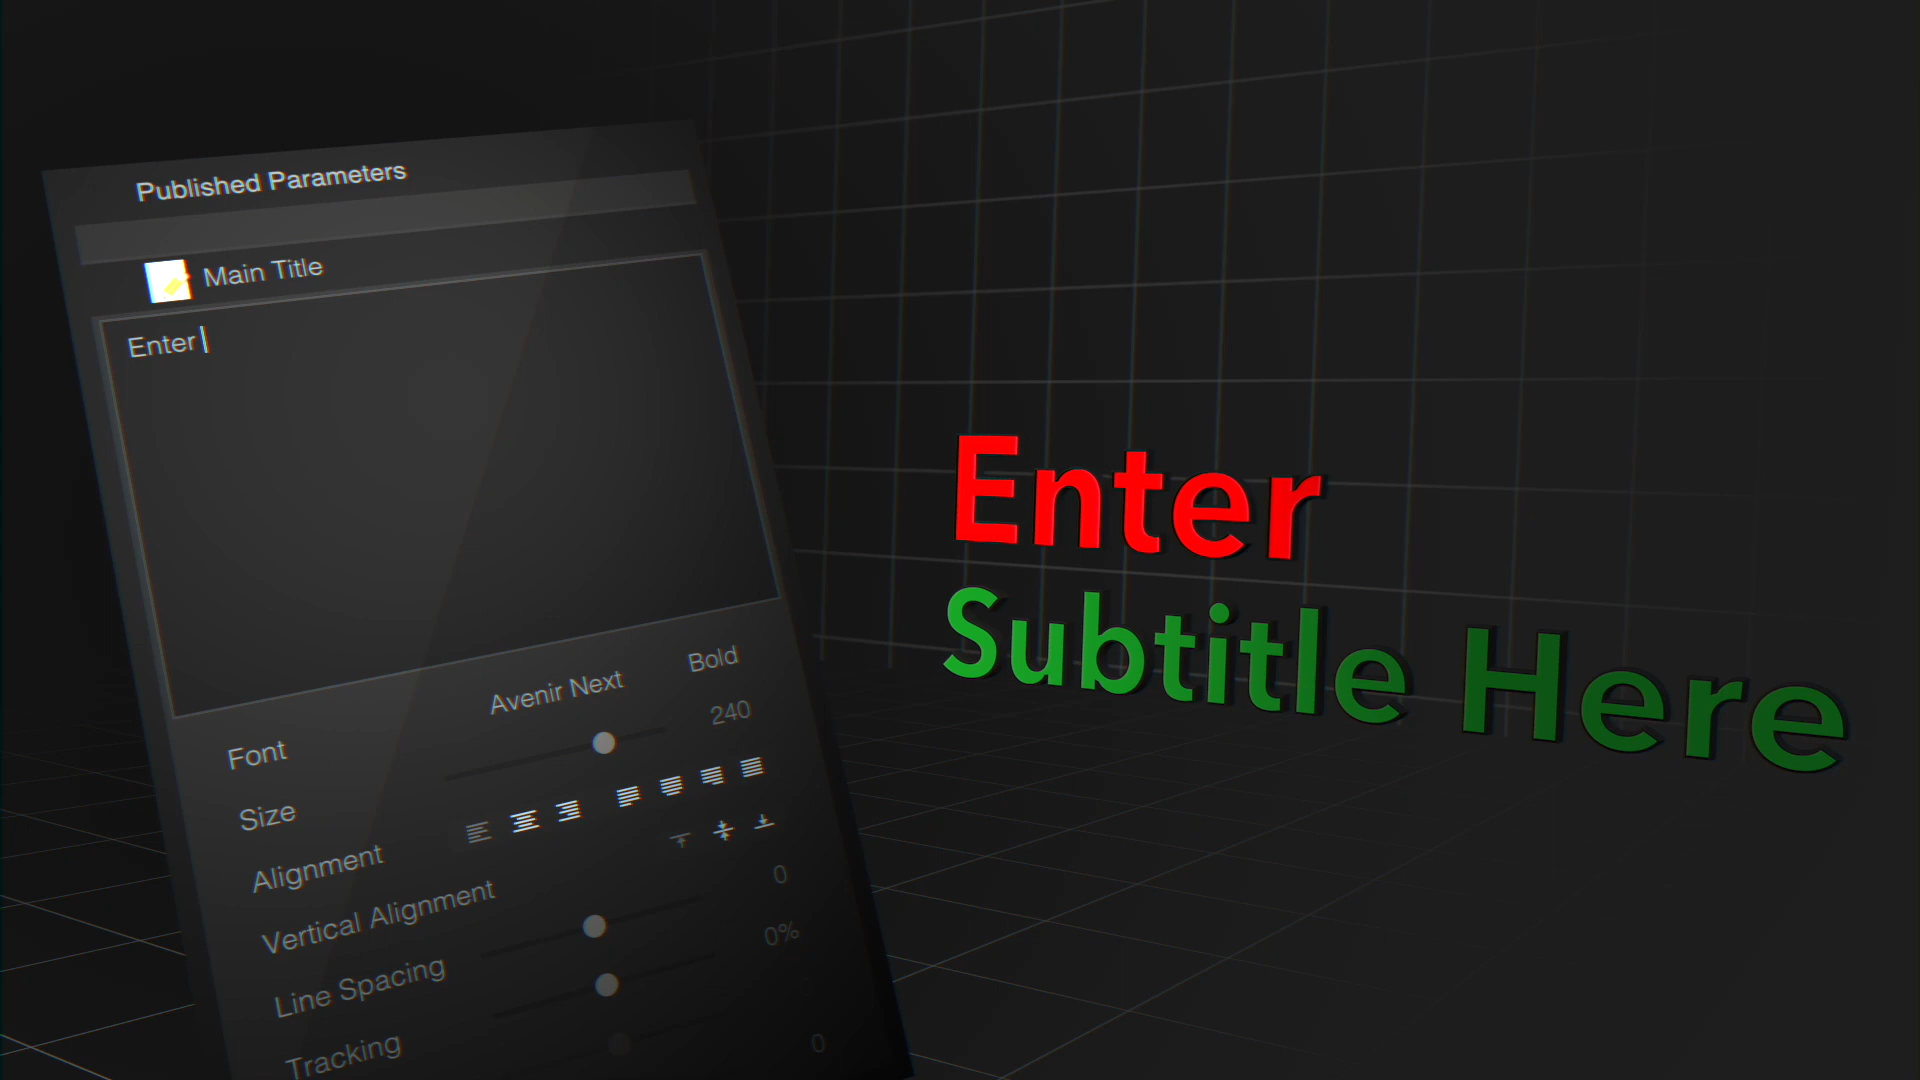 Published Parameters
Main Title
Enter
Enter
Subtitle Here
Font Avenir Next Bold
Size 240
Alignment
Vertical Alignment
Line Spacing 0
Tracking 0%
0